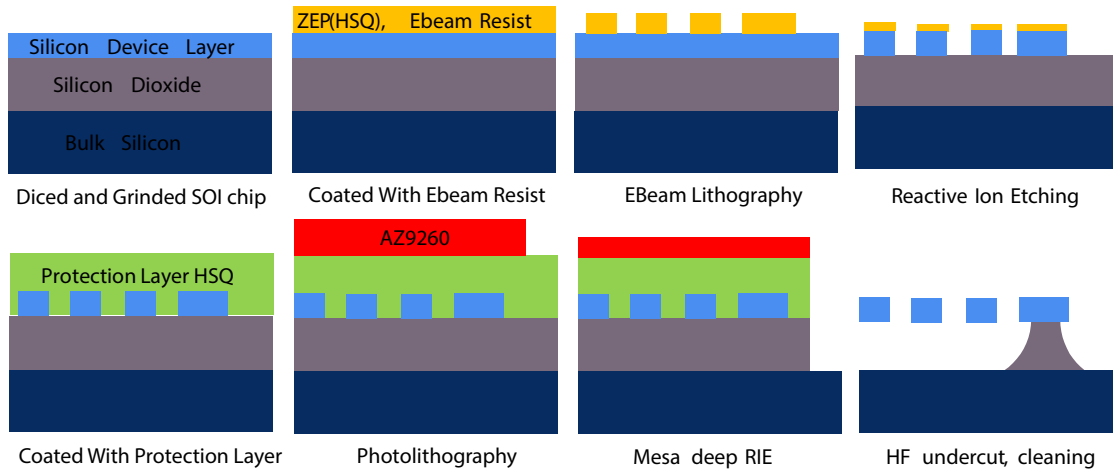 Silicon Device Layer
Silicon Dioxide
Bulk Silicon
Diced and Grinded SOI chip
ZEP(HSQ), Ebeam Resist
Coated With Ebeam Resist
EBeam Lithography
Reactive Ion Etching
Protection Layer HSQ
Coated With Protection Layer
AZ9260
Photolithography
Mesa deep RIE
HF undercut, cleaning